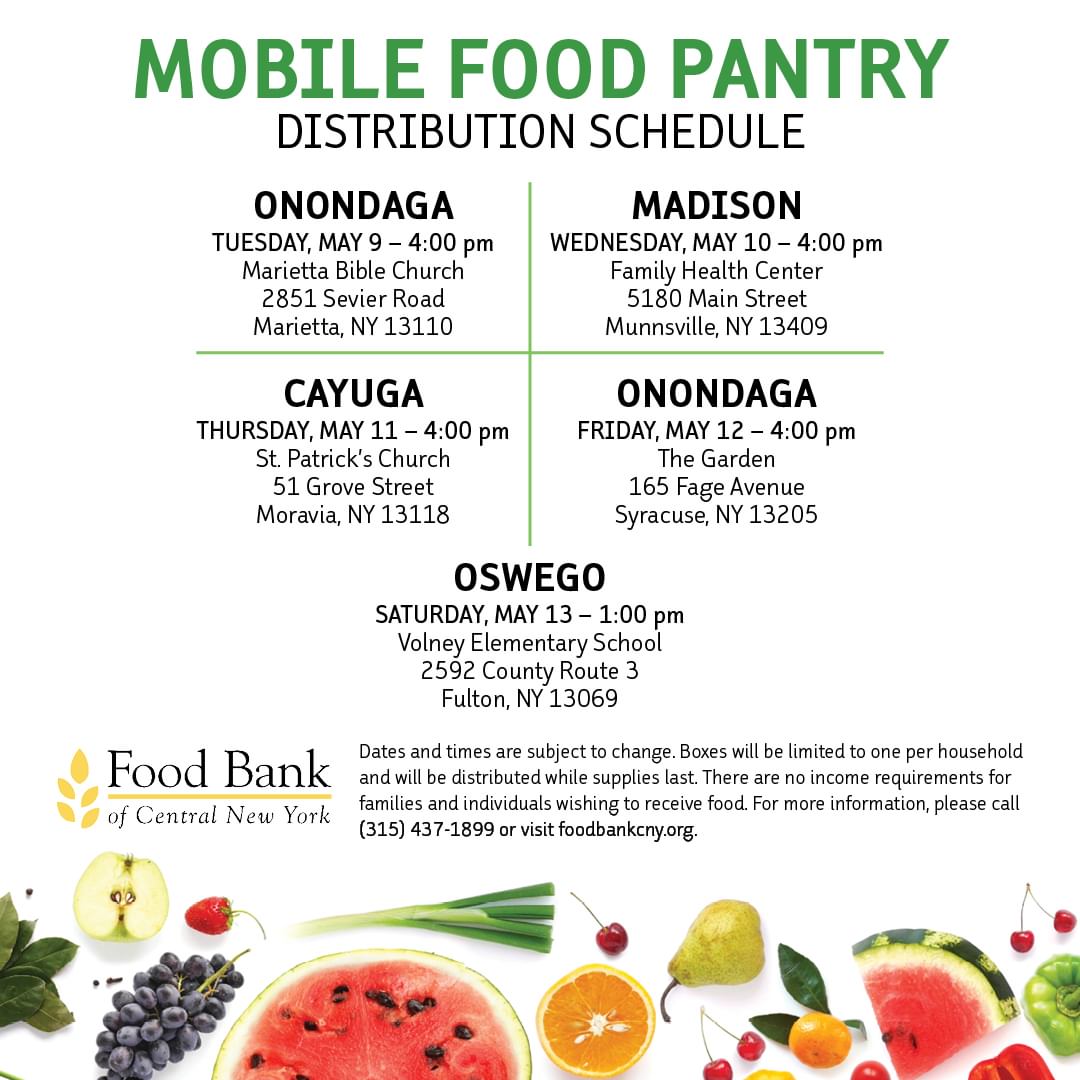 MOBILE FOOD PANTRY
DISTRIBUTION SCHEDULE
ONONDAGA
TUESDAY, MAY 9 – 4:00 pm
Marietta Bible Church
2851 Sevier Road
Marietta, NY 13110
MADISON
WEDNESDAY, MAY 10 – 4:00 pm
Family Health Center
5180 Main Street
Munnsville, NY 13409
CAYUGA
THURSDAY, MAY 11 – 4:00 pm
St. Patrick's Church
51 Grove Street
Moravia, NY 13118
ONONDAGA
FRIDAY, MAY 12 – 4:00 pm
The Garden
165 Fage Avenue
Syracuse, NY 13205
OSWEGO
SATURDAY, MAY 13 – 1:00 pm
Volney Elementary School
2592 County Route 3
Fulton, NY 13069
Food Bank
of Central New York
Dates and times are subject to change. Boxes will be limited to one per household
and will be distributed while supplies last. There are no income requirements for
families and individuals wishing to receive food. For more information, please call
(315) 437-1899 or visit foodbankcny.org.